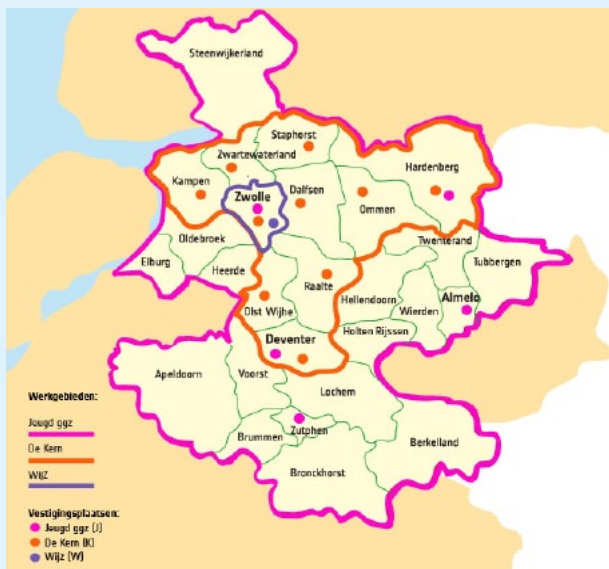 Steenwijkerland
Staphorst
Zwartewaterland
Hardenberg
Kampen
Zwolle
Dalfsen
Ommen
Oldebroek
Twenterand
Elburg
Heerde
Tubbergen
Raalte
Hellendoorn
Almelo
Wierden
Olst Wijhe
Holten Rijssen
Deventer
Apeldoorn
Voorst
Lochem
Werkgebieden:
Jeugd ggz
De Kern
WijZ
Zutphen
Brummen
Berkelland
Bronckhorst
Vestigingsplaatsen:
Jeugd ggz (J)
De Kern (K)
Wijz (W)